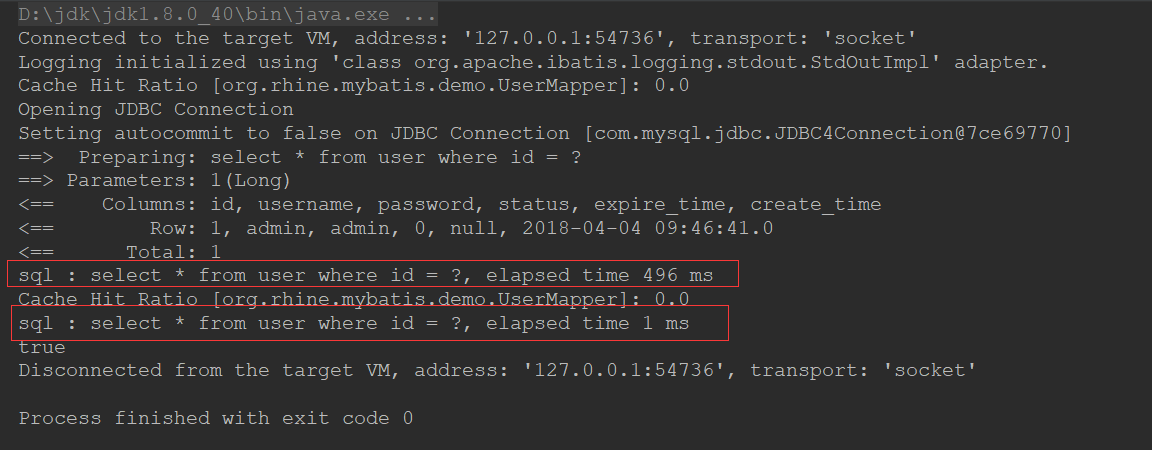 D:\jdk\jdk1.8.0_40\bin\java.exe ...
Connected to the target VM, address: '127.0.0.1:54736', transport: 'socket'
Logging initialized using 'class org.apache.ibatis.logging.stdout.StdOutImpl' adapter.
Cache Hit Ratio [org.rhine.mybatis.demo.UserMapper]: 0.0
Opening JDBC Connection
Setting autocommit to false on JDBC Connection [com.mysql.jdbc.JDBC4Connection@7ce69770]
==>  Preparing: select * from user where id = ?
==> Parameters: 1(Long)
<==    Columns: id, username, password, status, expire_time, create_time
<==        Row: 1, admin, admin, 0, null, 2018-04-04 09:46:41.0
<==      Total: 1
sql : select * from user where id = ?, elapsed time 496 ms
Cache Hit Ratio [org.rhine.mybatis.demo.UserMapper]: 0.0
sql : select * from user where id = ?, elapsed time 1 ms
true
Disconnected from the target VM, address: '127.0.0.1:54736', transport: 'socket'
Process finished with exit code 0